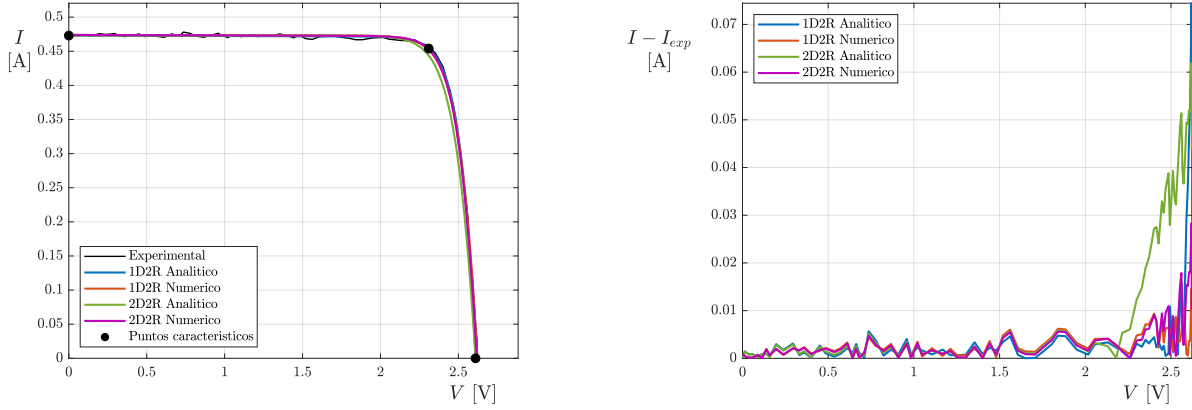 I
[A]
0.5
0.45
0.4
0.35
0.3
0.25
0.2
0.15
0.1
0.05
0
0 0.5 1 1.5 2 2.5
V [V]
Experimental
1D2R Analitico
1D2R Numerico
2D2R Analitico
2D2R Numerico
Puntos caracteristicos
I − I_exp
[A]
0.07
0.06
0.05
0.04
0.03
0.02
0.01
0
0 0.5 1 1.5 2 2.5
V [V]
1D2R Analitico
1D2R Numerico
2D2R Analitico
2D2R Numerico